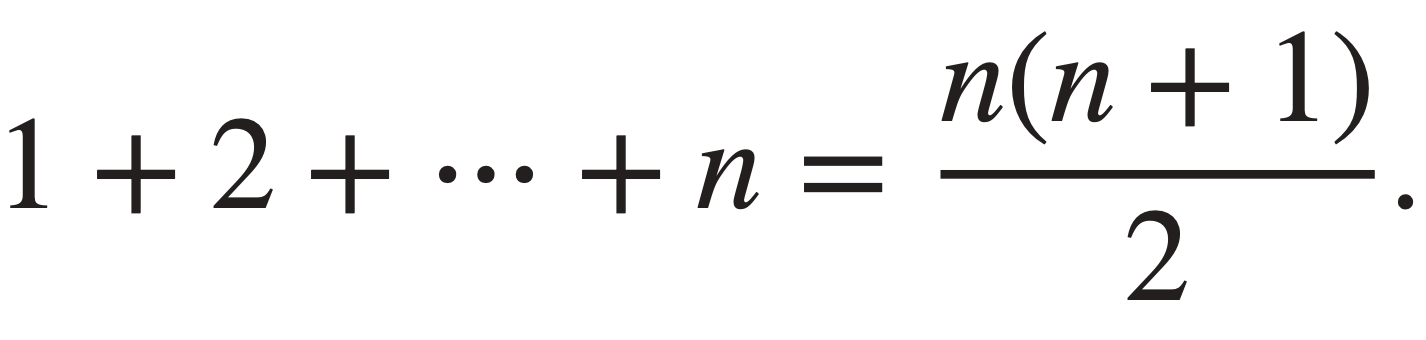 1 + 2 + ··· + n = n(n + 1)/2.